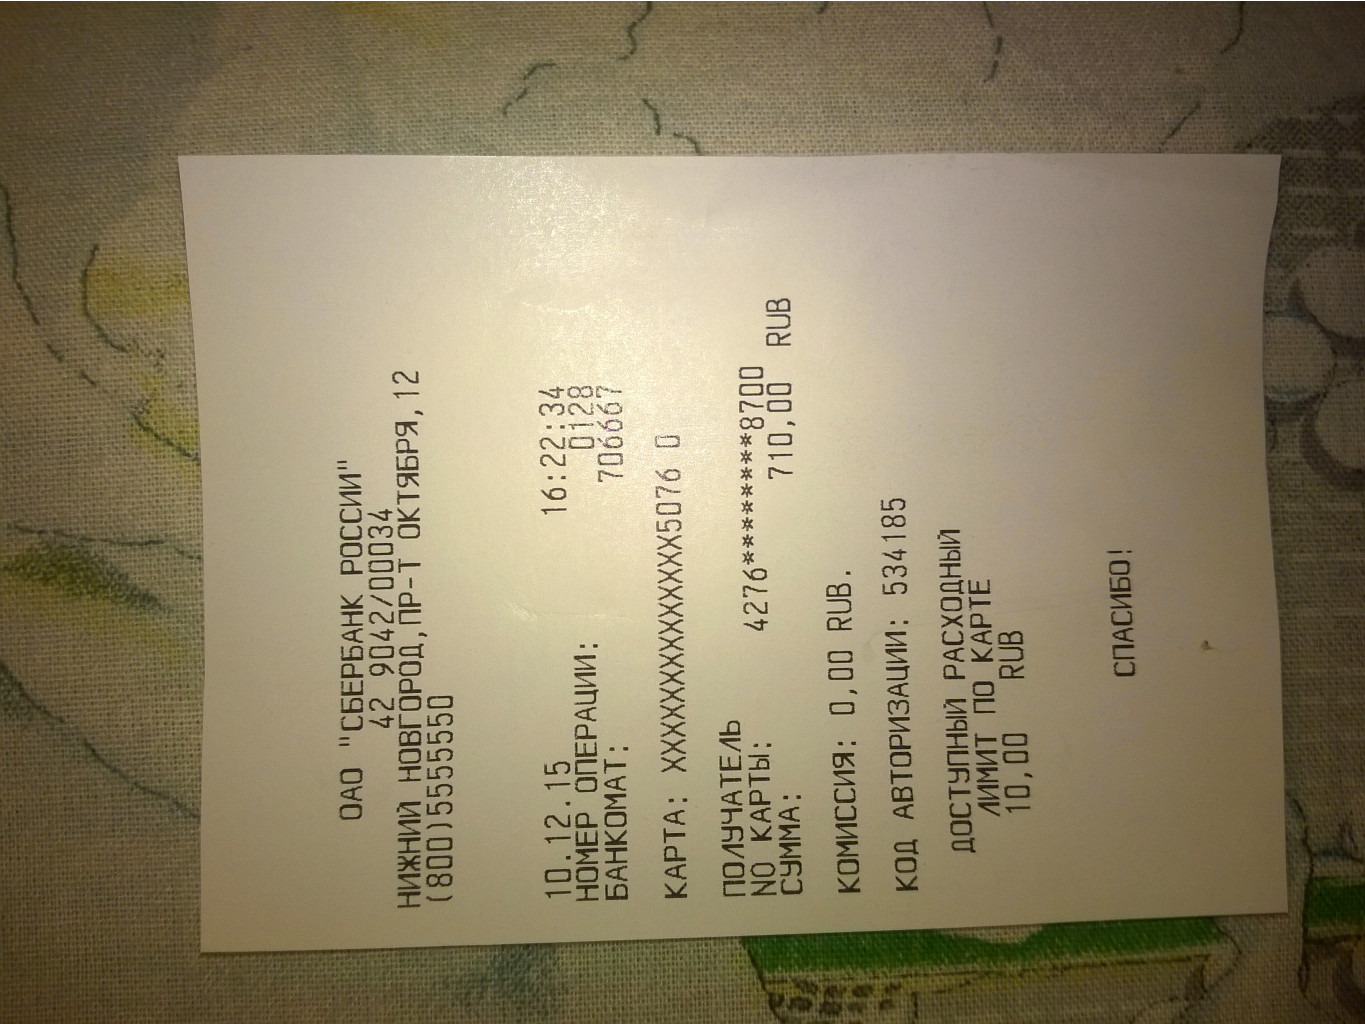 ОАО "СБЕРБАНК РОССИИ"
42 9042/00034
НИЖНИЙ НОВГОРОД,ПР-Т ОКТЯБРЯ,12
(800)5555550
10.12.15 16:22:34
НОМЕР ОПЕРАЦИИ: 0128
БАНКОМАТ: 706667
КАРТА: XXXXXXXXXXXXXX5076 0
ПОЛУЧАТЕЛЬ
NO КАРТЫ: 4276**********8700
СУММА: 710,00 RUB
КОМИССИЯ: 0,00 RUB.
КОД АВТОРИЗАЦИИ: 534185
ДОСТУПНЫЙ РАСХОДНЫЙ
ЛИМИТ ПО КАРТЕ
10,00 RUB
СПАСИБО!